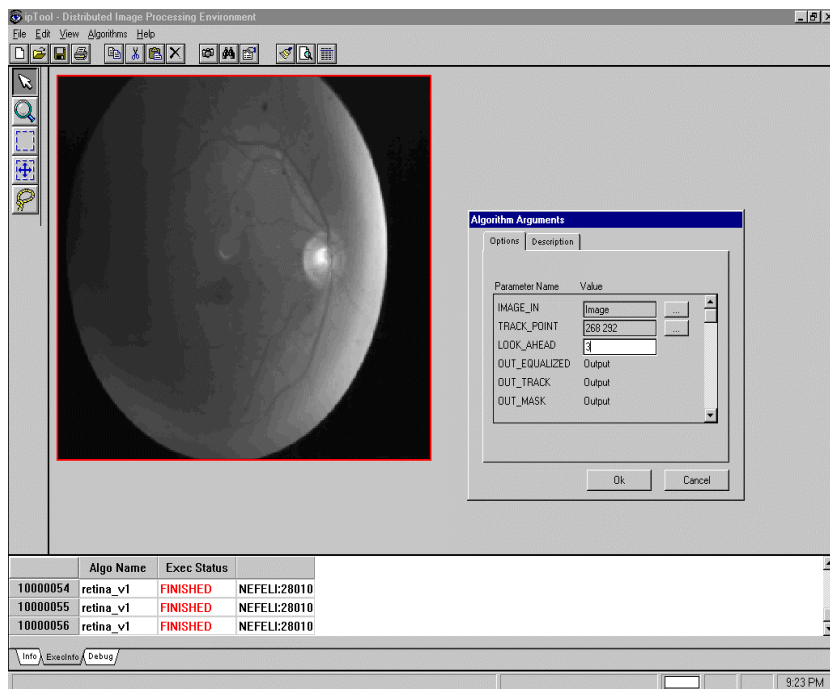 ipTool - Distributed Image Processing Environment
File Edit View Algorithms Help
Algorithm Arguments
Options Description
Parameter Name Value
IMAGE_IN Image ...
TRACK_POINT 268 292 ...
LOOK_AHEAD 3
OUT_EQUALIZED Output
OUT_TRACK Output
OUT_MASK Output
Ok Cancel
Algo Name Exec Status
10000054 retina_v1 FINISHED NEFELI:28010
10000055 retina_v1 FINISHED NEFELI:28010
10000056 retina_v1 FINISHED NEFELI:28010
Info ExecInfo Debug
9:23 PM